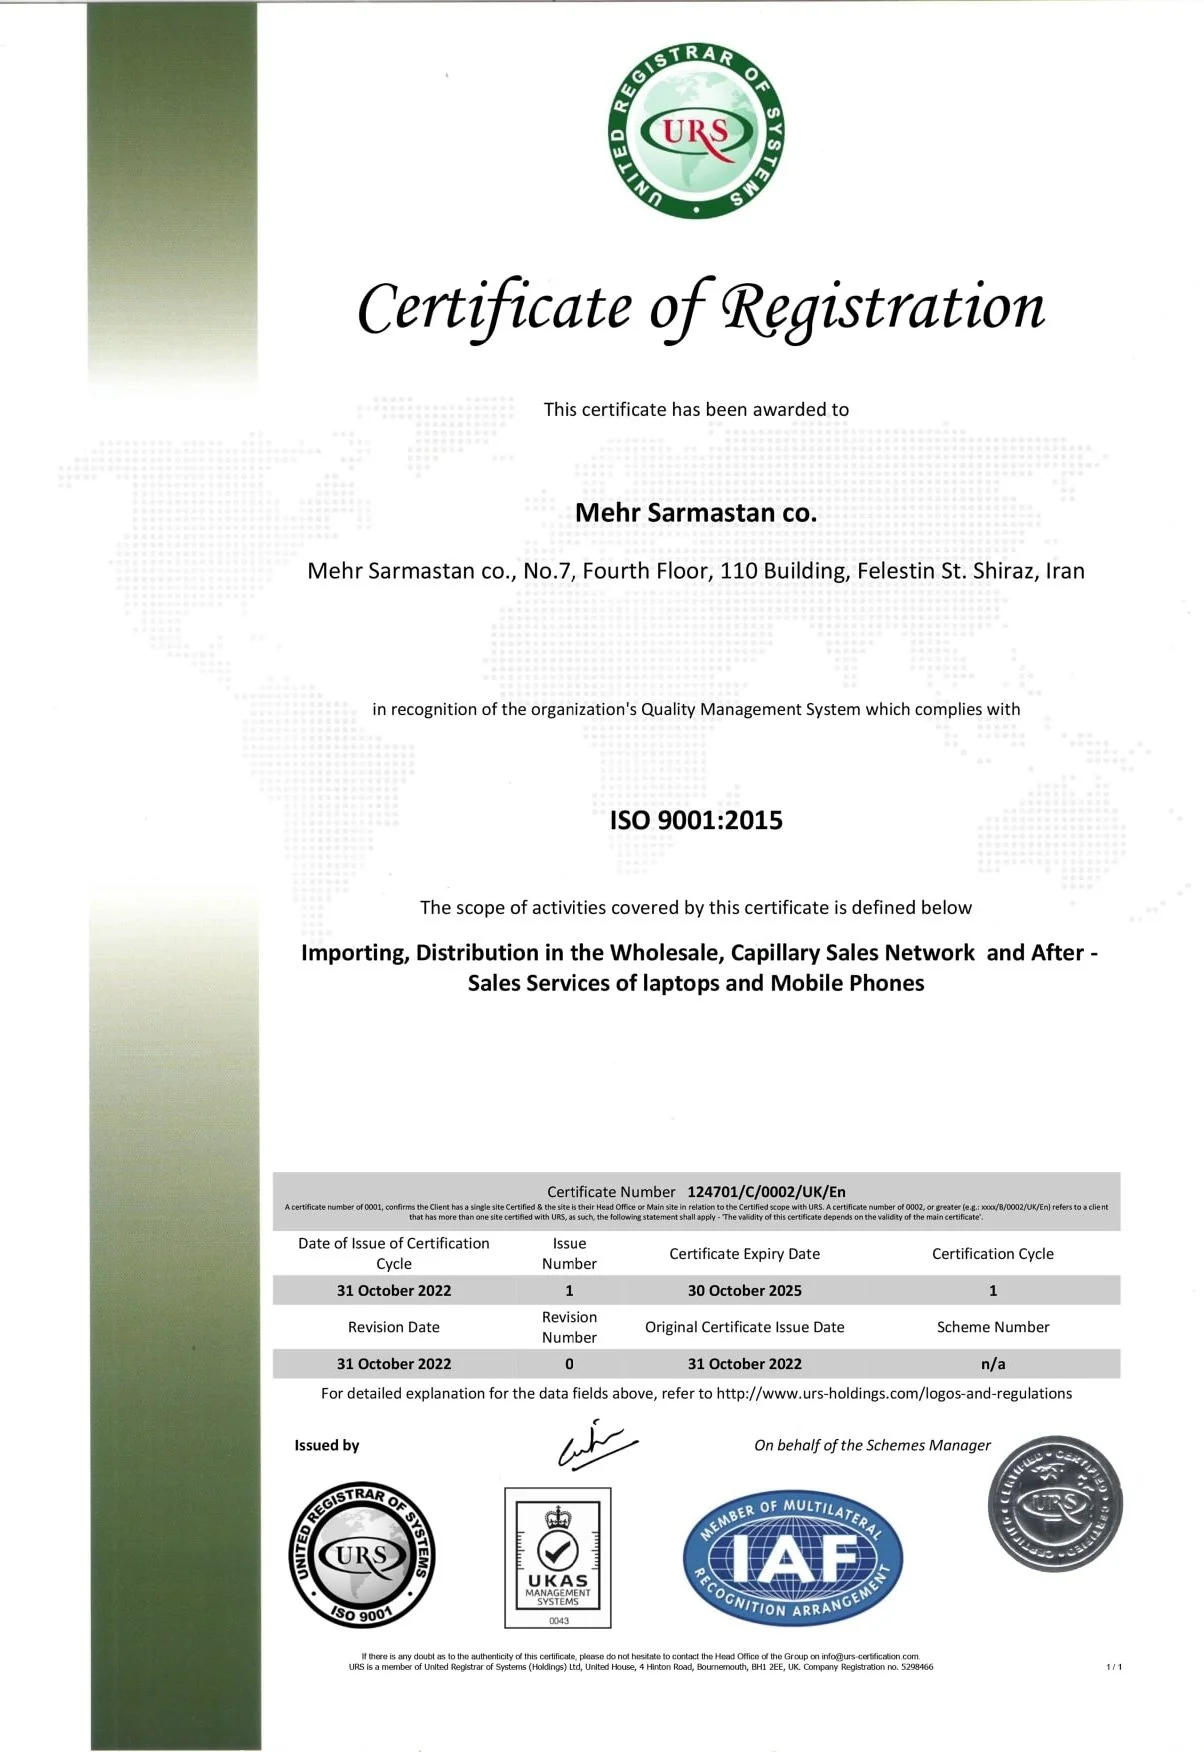 UNITED REGISTRAR OF SYSTEMS
URS
Certificate of Registration
This certificate has been awarded to
Mehr Sarmastan co.
Mehr Sarmastan co., No.7, Fourth Floor, 110 Building, Felestin St. Shiraz, Iran
in recognition of the organization's Quality Management System which complies with
ISO 9001:2015
The scope of activities covered by this certificate is defined below
Importing, Distribution in the Wholesale, Capillary Sales Network and After -
Sales Services of laptops and Mobile Phones
Certificate Number 124701/C/0002/UK/En
A certificate number of 0001, confirms the Client has a single site Certified & the site is their Head Office or Main site in relation to the Certified scope with URS. A certificate number of 0002, or greater (e.g.: xxxx/B/0002/UK/En) refers to a client
that has more than one site certified with URS, as such, the following statement shall apply - 'The validity of this certificate depends on the validity of the main certificate'.
Date of Issue of Certification
Cycle
Issue
Number
Certificate Expiry Date
Certification Cycle
31 October 2022 1 30 October 2025 1
Revision Date
Revision
Number
Original Certificate Issue Date
Scheme Number
31 October 2022 0 31 October 2022 n/a
For detailed explanation for the data fields above, refer to http://www.urs-holdings.com/logos-and-regulations
Issued by
On behalf of the Schemes Manager
UNITED REGISTRAR OF SYSTEMS
URS
ISO 9001
UKAS
MANAGEMENT
SYSTEMS
0043
MEMBER OF MULTILATERAL
IAF
RECOGNITION ARRANGEMENT
CERTIFIED • CERTIFIED • CERTIFIED
URS
If there is any doubt as to the authenticity of this certificate, please do not hesitate to contact the Head Office of the Group on info@urs-certification.com.
URS is a member of United Registrar of Systems (Holdings) Ltd, United House, 4 Hinton Road, Bournemouth, BH1 2EE, UK. Company Registration no. 5298466
1 / 1